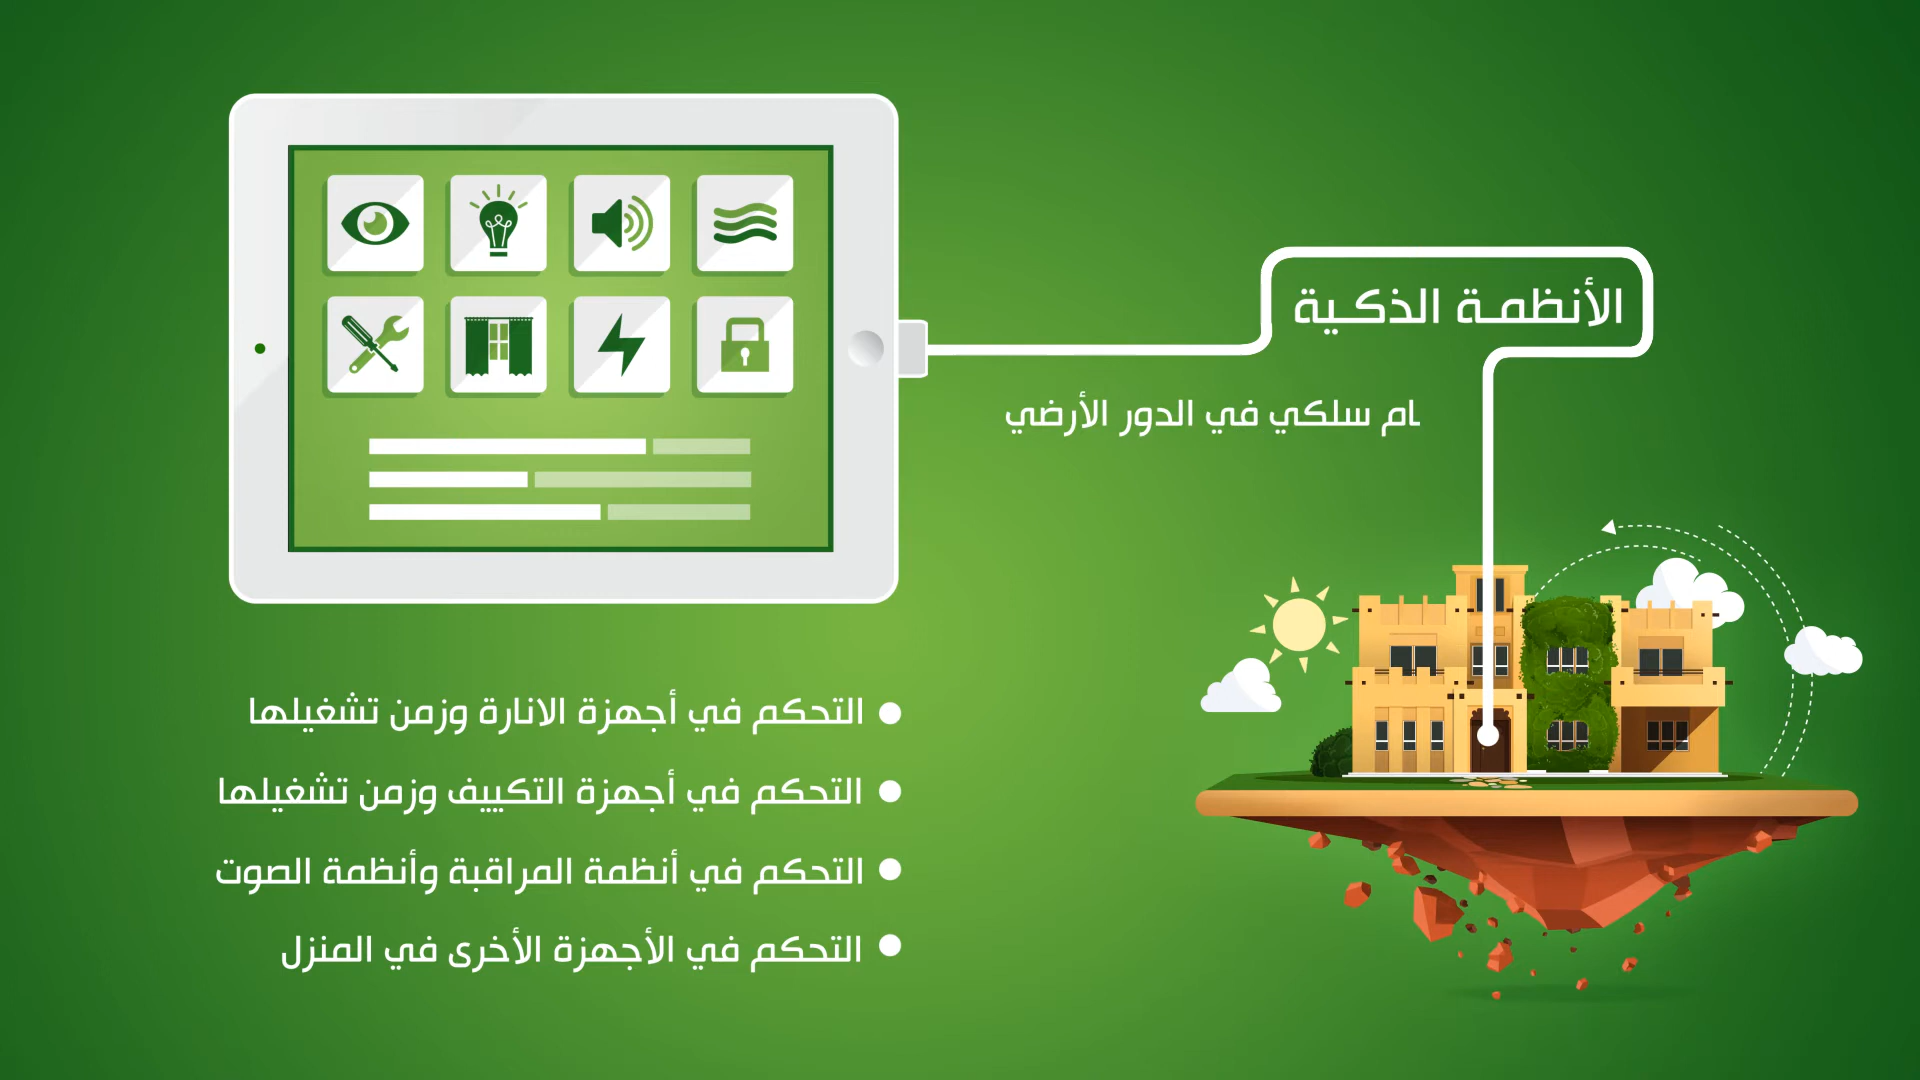 الأنظمة الذكية
سلكي في الدور الأرضي
التحكم في أجهزة الانارة وزمن تشغيلها
التحكم في أجهزة التكييف وزمن تشغيلها
التحكم في أنظمة المراقبة وأنظمة الصوت
التحكم في الأجهزة الأخرى في المنزل